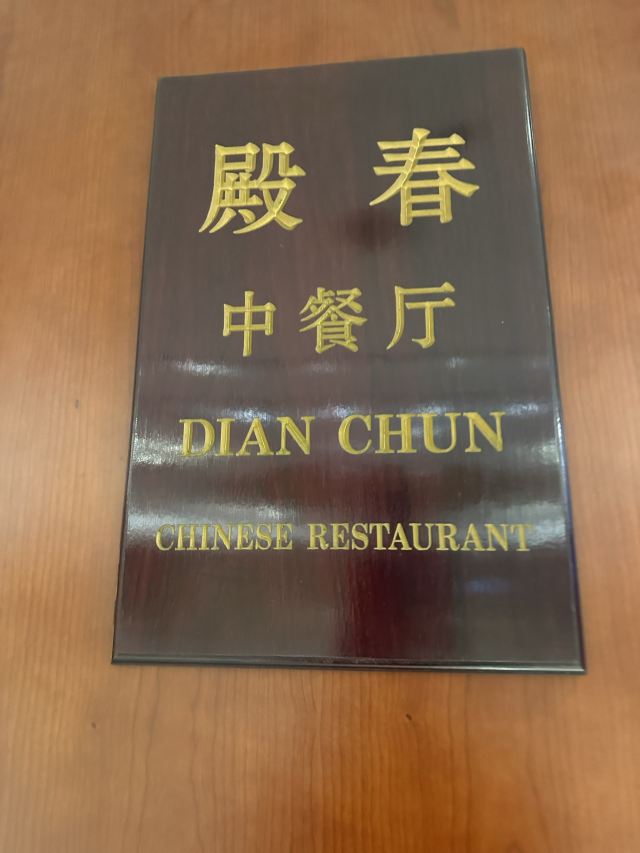 殿春
中餐厅
DIAN CHUN
CHINESE RESTAURANT